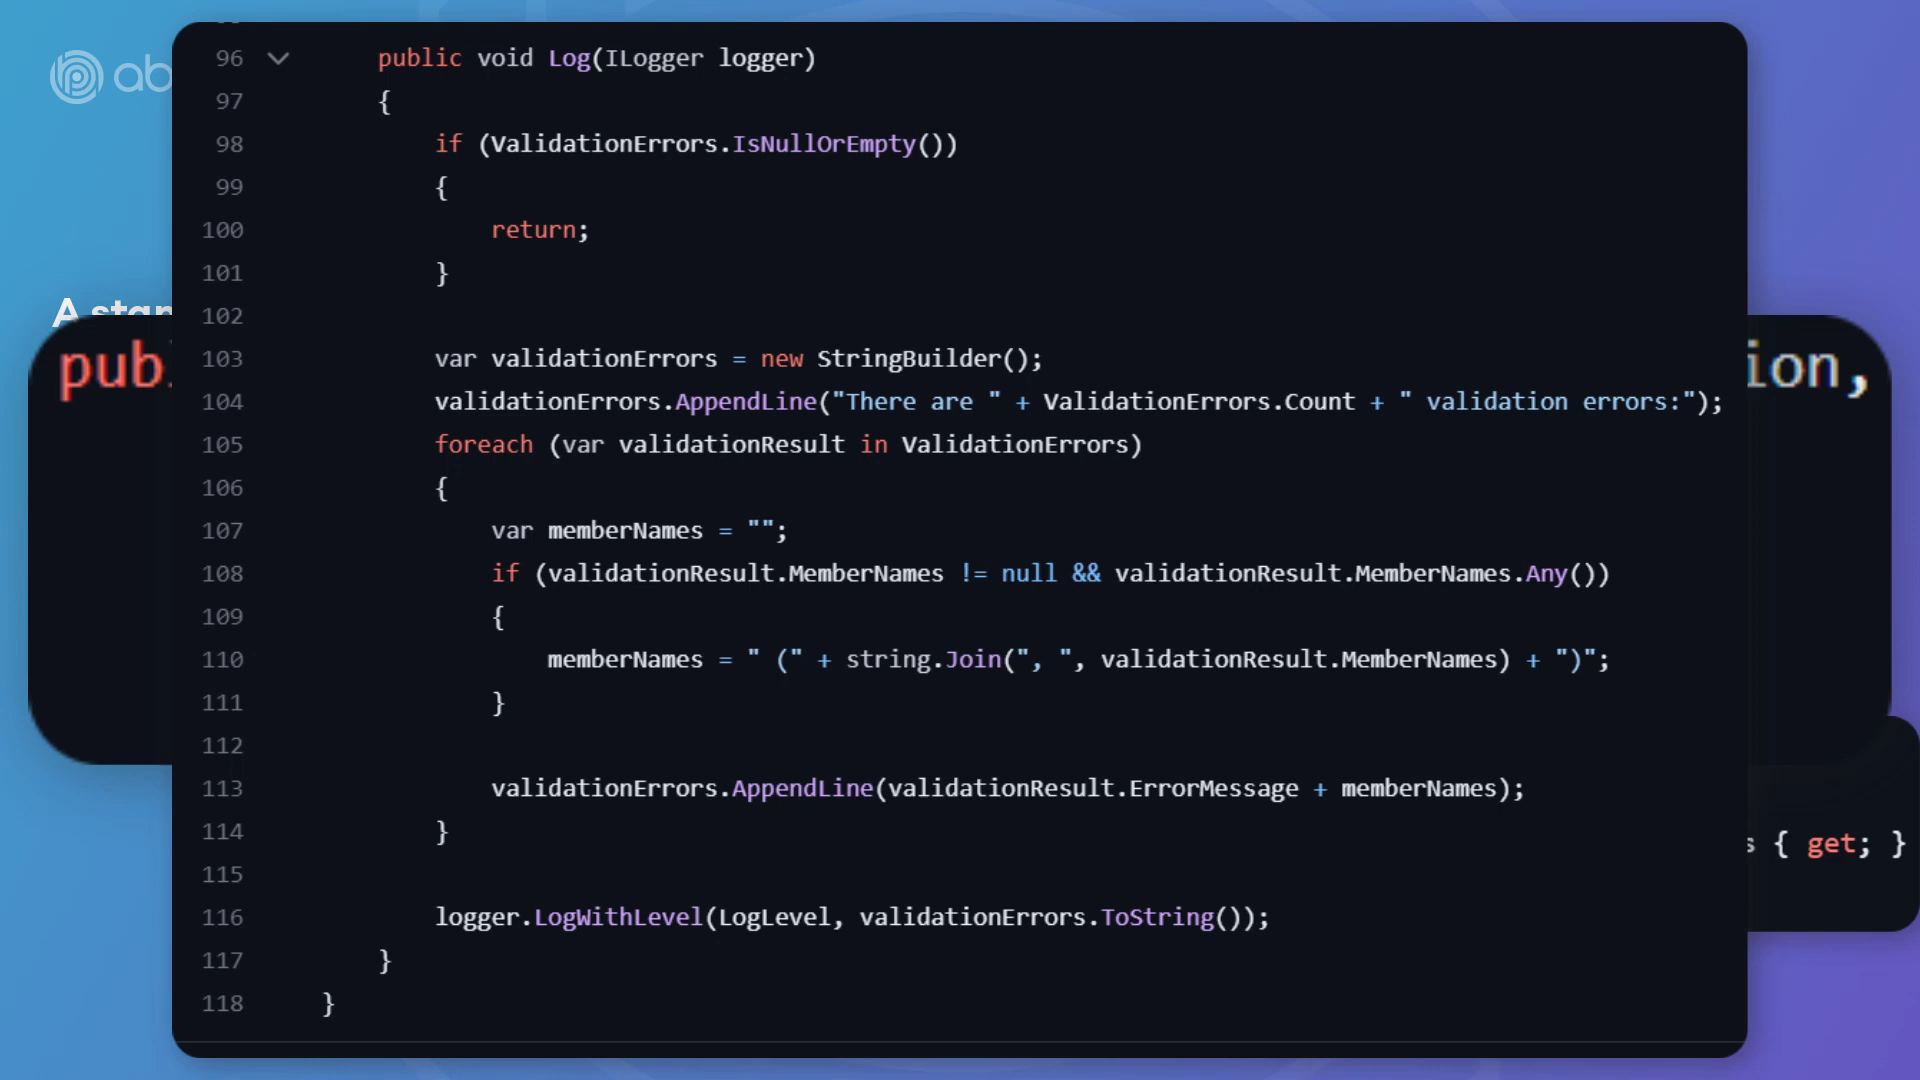 96 public void Log(ILogger logger)
97 {
98 if (ValidationErrors.IsNullOrEmpty())
99 {
100 return;
101 }
102
103 var validationErrors = new StringBuilder();
104 validationErrors.AppendLine("There are " + ValidationErrors.Count + " validation errors:");
105 foreach (var validationResult in ValidationErrors)
106 {
107 var memberNames = "";
108 if (validationResult.MemberNames != null && validationResult.MemberNames.Any())
109 {
110 memberNames = " (" + string.Join(", ", validationResult.MemberNames) + ")";
111 }
112
113 validationErrors.AppendLine(validationResult.ErrorMessage + memberNames);
114 }
115
116 logger.LogWithLevel(LogLevel, validationErrors.ToString());
117 }
118 }
ab
A
{ get; }